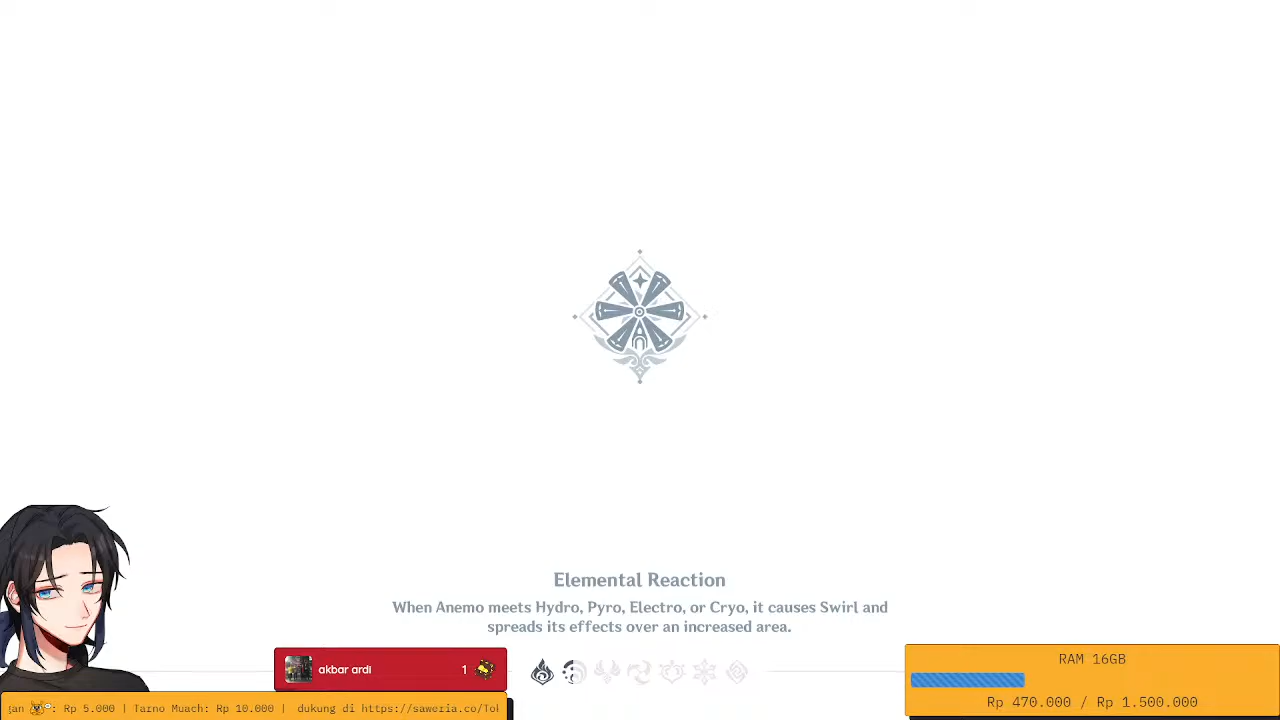 Elemental Reaction
When Anemo meets Hydro, Pyro, Electro, or Cryo, it causes Swirl and
spreads its effects over an increased area.
akbar ardi 1
RAM 16GB
Rp 470.000 / Rp 1.500.000
: Rp 5.000 | Tarno Muach: Rp 10.000 | dukung di https://saweria.co/